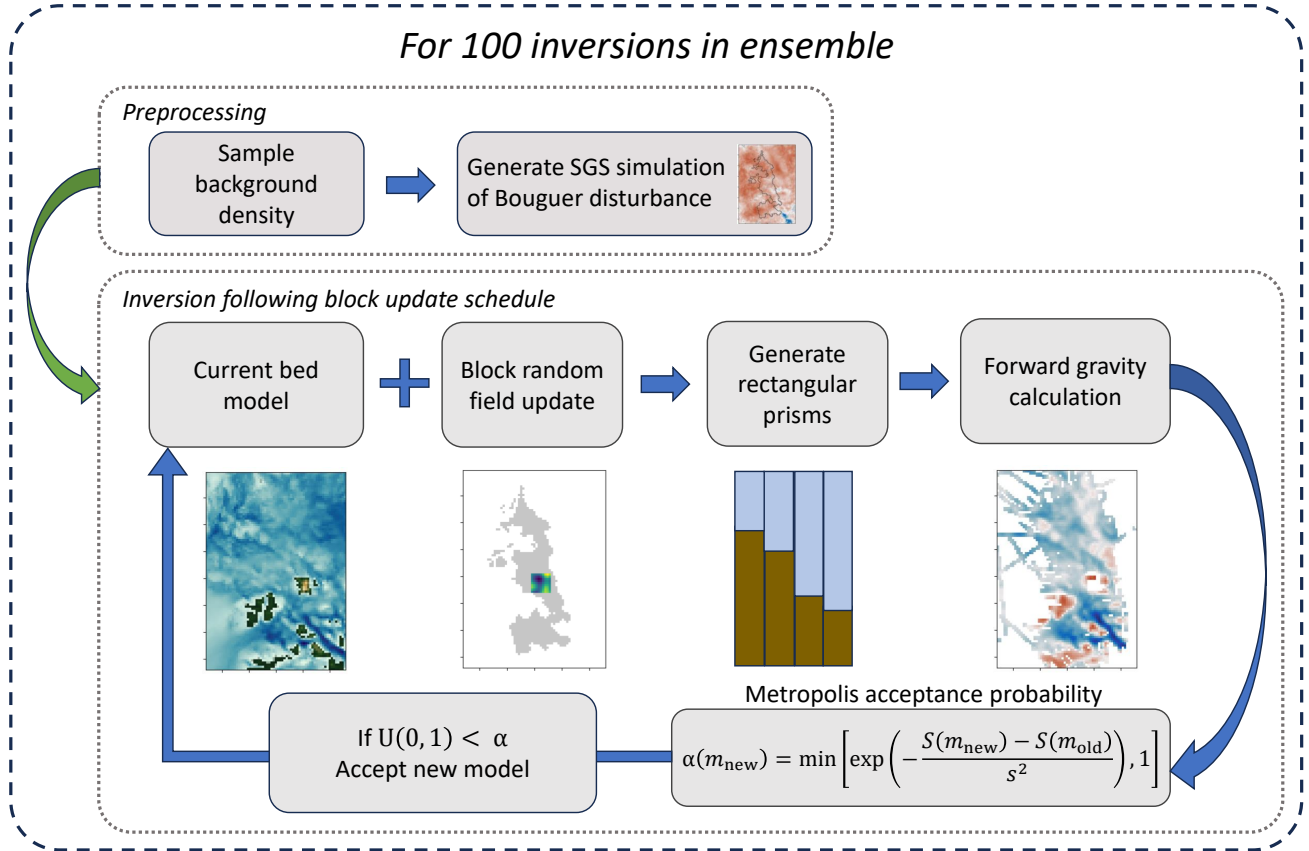 For 100 inversions in ensemble
Preprocessing
Sample
background
density
Generate SGS simulation
of Bouguer disturbance
Inversion following block update schedule
Current bed
model
Block random
field update
Generate
rectangular
prisms
Forward gravity
calculation
Metropolis acceptance probability
If U(0, 1) < α
Accept new model
α(m_new) = min [exp (−(S(m_new) − S(m_old))/s²), 1]